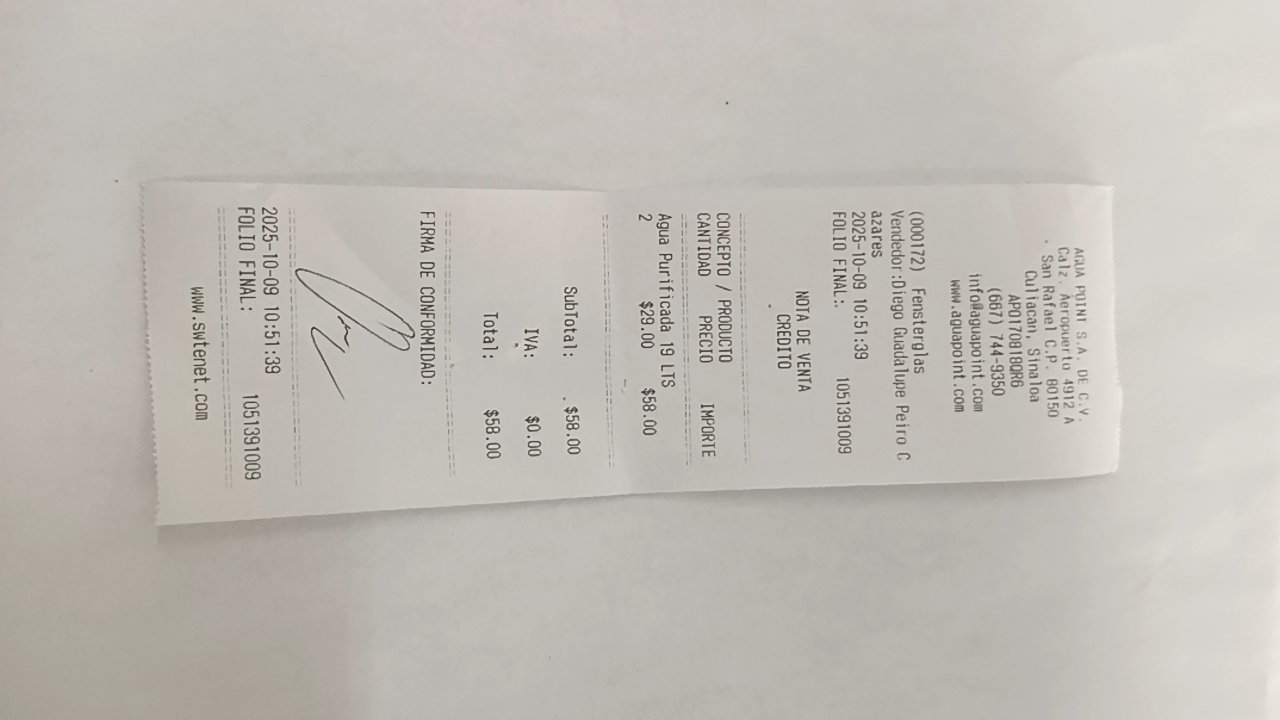 AGUA POINT S.A. DE C.V.
Calz. Aeropuerto 4912 A
. San Rafael C.P. 80150
Culiacan, Sinaloa
APO170818QR6
(667) 744-9350
info@aguapoint.com
www.aguapoint.com
(000172) Fensterglas
Vendedor:Diego Guadalupe Peiro C
azares
2025-10-09 10:51:39
FOLIO FINAL: 1051391009
NOTA DE VENTA
CREDITO
CONCEPTO / PRODUCTO
CANTIDAD PRECIO IMPORTE
Agua Purificada 19 LTS
2 $29.00 $58.00
SubTotal: $58.00
IVA: $0.00
Total: $58.00
FIRMA DE CONFORMIDAD:
2025-10-09 10:51:39
FOLIO FINAL: 1051391009
www.swtenet.com